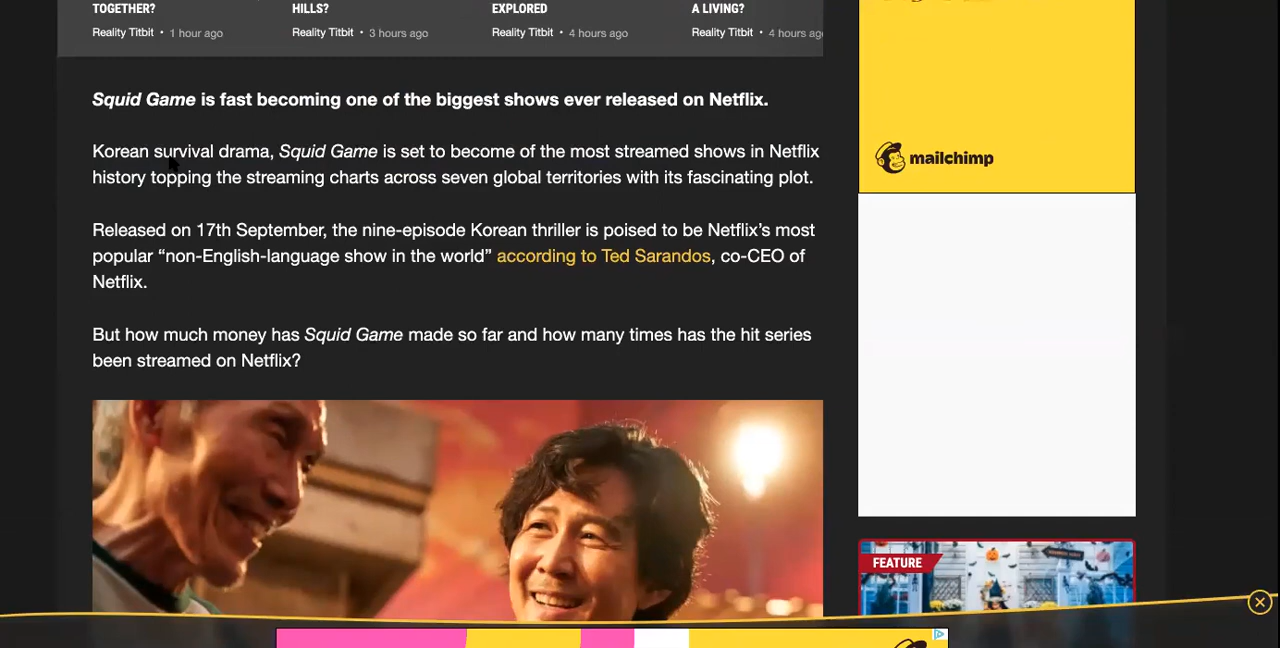 TOGETHER?
HILLS?
EXPLORED
A LIVING?
Reality Titbit • 1 hour ago
Reality Titbit • 3 hours ago
Reality Titbit • 4 hours ago
Reality Titbit • 4 hours ago
Squid Game is fast becoming one of the biggest shows ever released on Netflix.
Korean survival drama, Squid Game is set to become of the most streamed shows in Netflix
history topping the streaming charts across seven global territories with its fascinating plot.
Released on 17th September, the nine-episode Korean thriller is poised to be Netflix’s most
popular “non-English-language show in the world” according to Ted Sarandos, co-CEO of
Netflix.
But how much money has Squid Game made so far and how many times has the hit series
been streamed on Netflix?
mailchimp
FEATURE